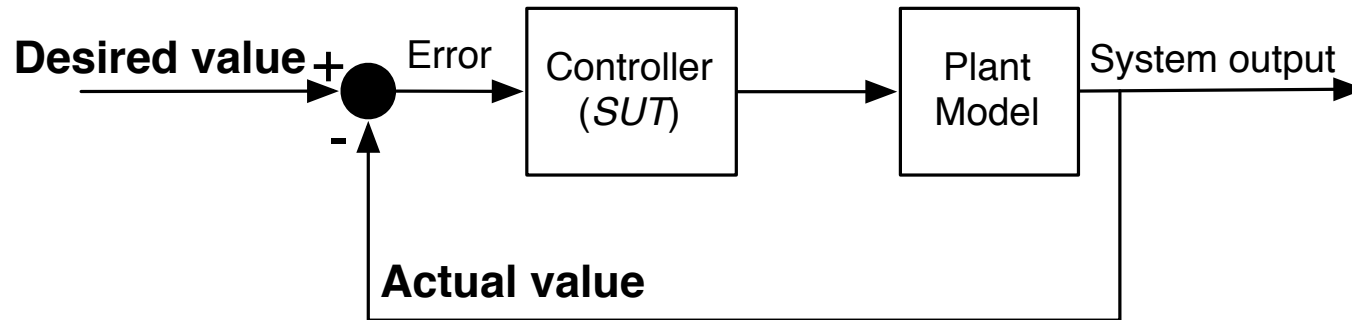 Desired value
+
-
Error
Controller
(SUT)
Plant
Model
System output
Actual value